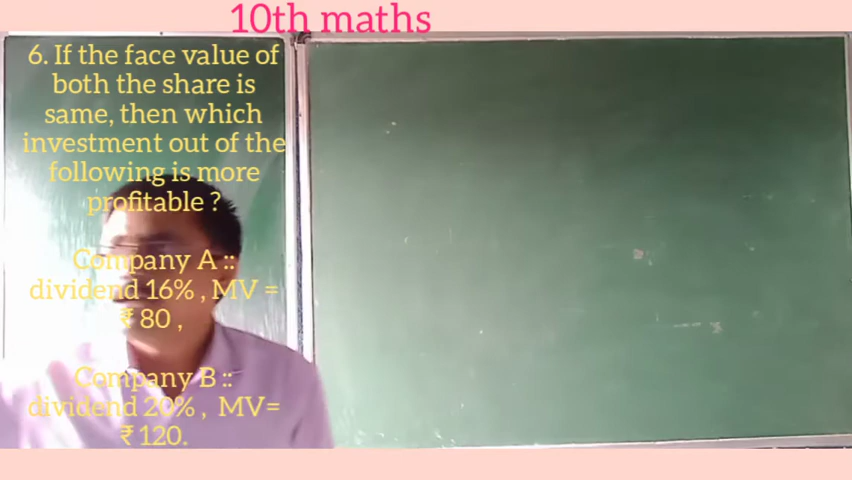 10th maths
6. If the face value of
both the share is
same, then which
investment out of the
following is more
profitable ?
Company A ::
dividend 16% , MV =
₹ 80 ,
Company B ::
dividend 20% , MV=
₹120.